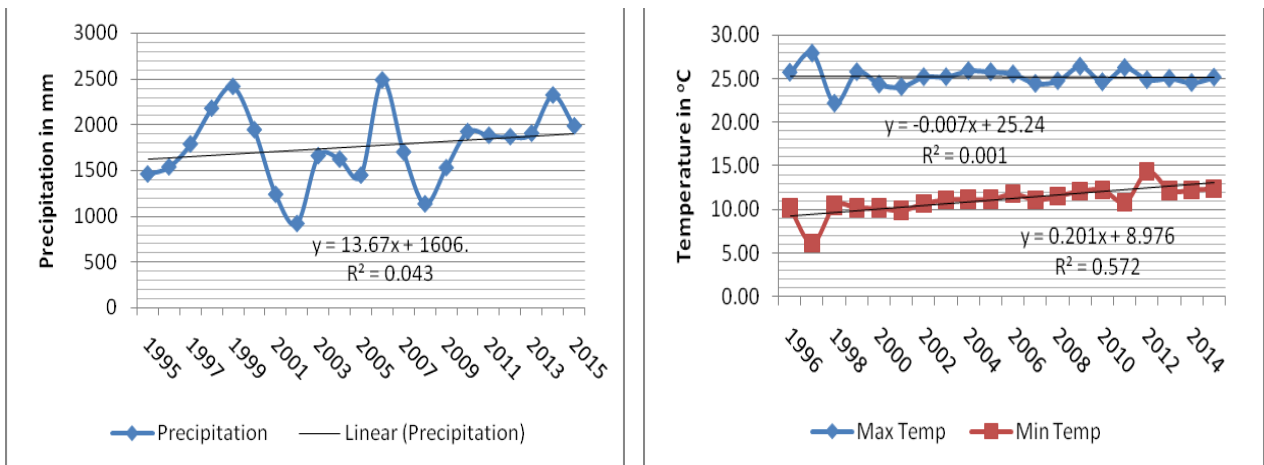 3000
2500
2000
1500
1000
500
0
Precipitation in mm
y = 13.67x + 1606.
R² = 0.043
1995
1997
1999
2001
2003
2005
2007
2009
2011
2013
2015
Precipitation
Linear (Precipitation)
30.00
25.00
20.00
15.00
10.00
5.00
0.00
Temperature in °C
y = -0.007x + 25.24
R² = 0.001
y = 0.201x + 8.976
R² = 0.572
1996
1998
2000
2002
2004
2006
2008
2010
2012
2014
Max Temp
Min Temp